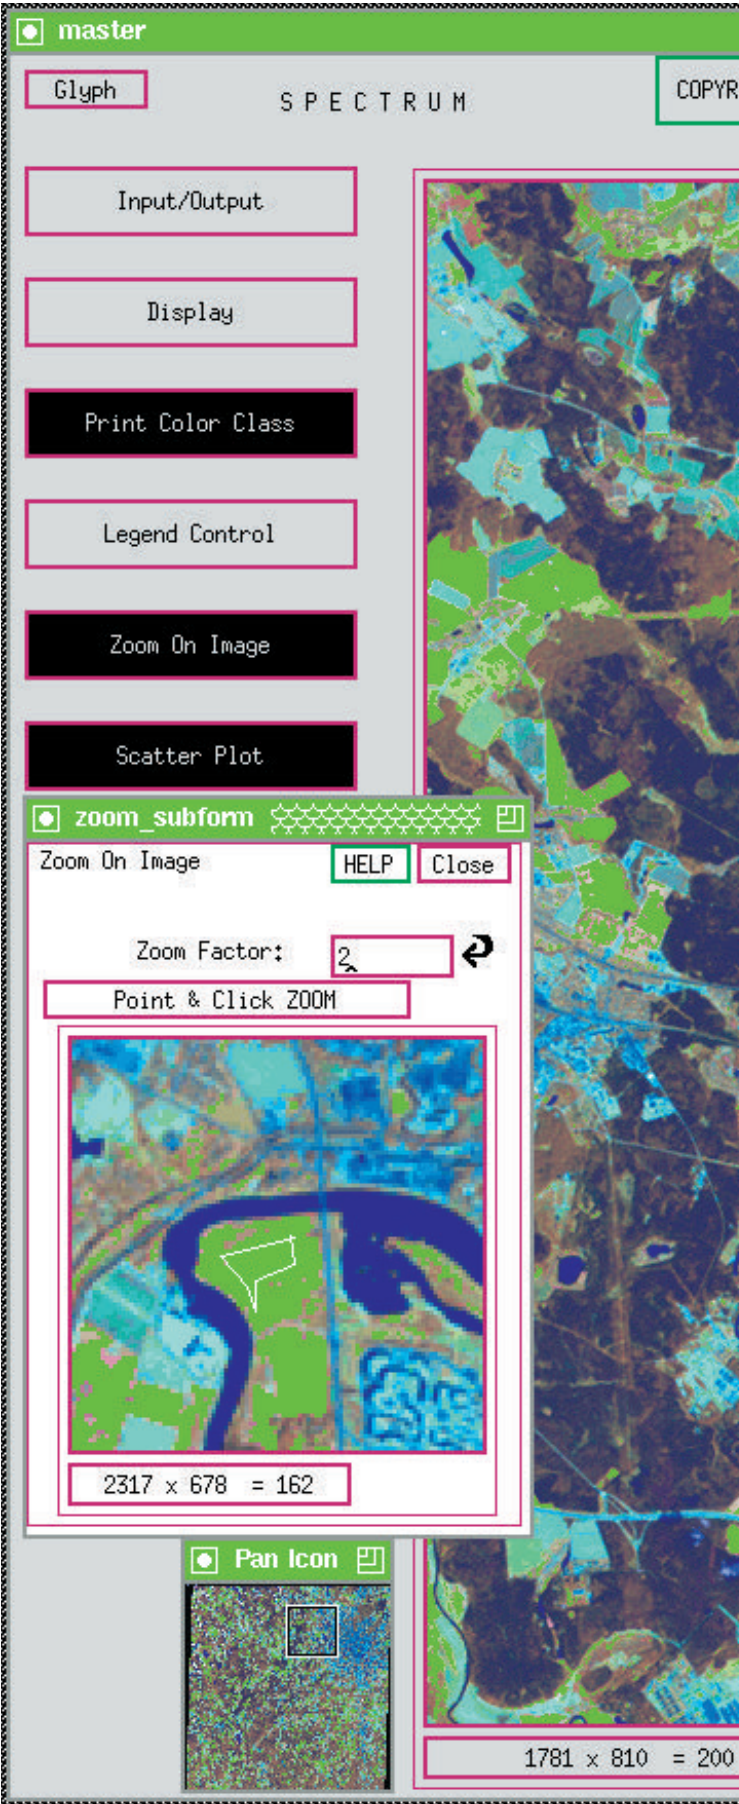 master
Glyph
SPECTRUM
COPYR
Input/Output
Display
Print Color Class
Legend Control
Zoom On Image
Scatter Plot
zoom_subform
Zoom On Image
HELP
Close
Zoom Factor:
2
Point & Click ZOOM
2317 x 678 = 162
Pan Icon
1781 x 810 = 200